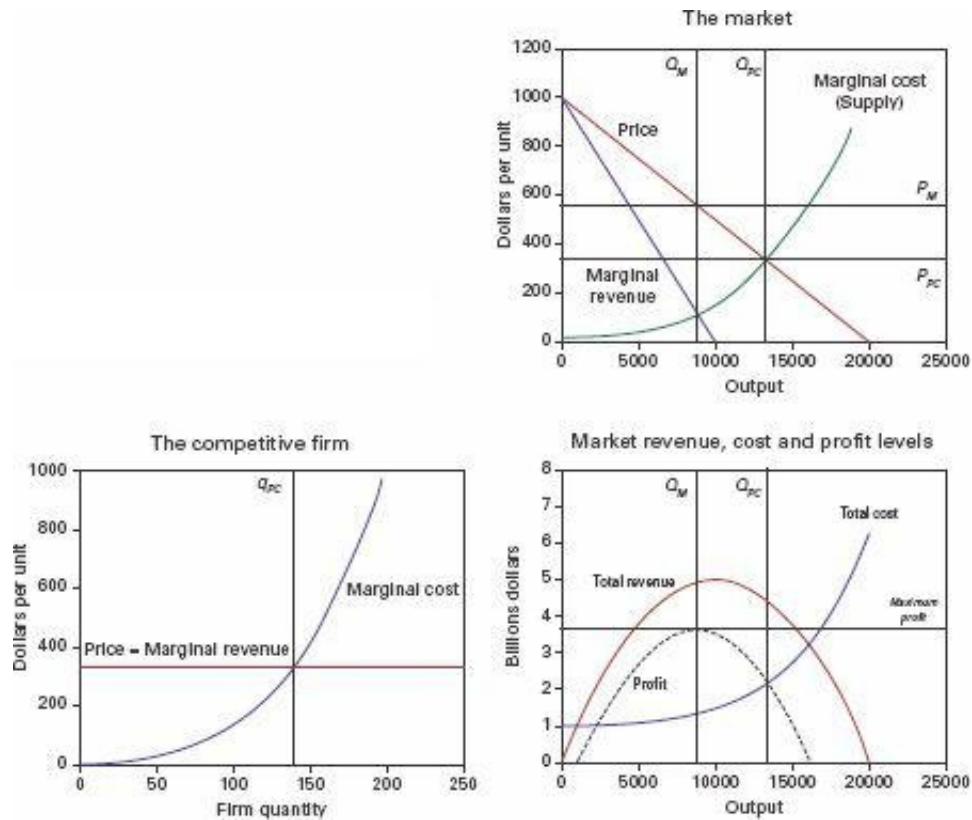 The market
1200
1000
800
600
400
200
0
Dollars per unit
Q_M
Q_PC
Marginal cost
(Supply)
Price
P_M
Marginal
revenue
P_PC
0 5000 10000 15000 20000 25000
Output
The competitive firm
1000
800
600
400
200
0
Dollars per unit
q_PC
Marginal cost
Price = Marginal revenue
0 50 100 150 200 250
Firm quantity
Market revenue, cost and profit levels
8
7
6
5
4
3
2
1
0
Billions dollars
Q_M
Q_PC
Total cost
Total revenue
Maximum
profit
Profit
0 5000 10000 15000 20000 25000
Output